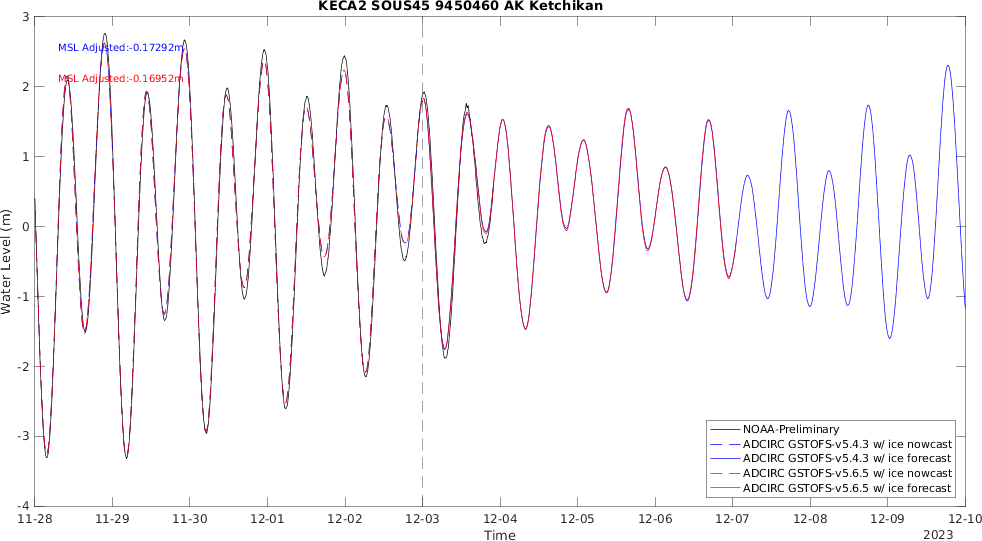 KECA2 SOUS45 9450460 AK Ketchikan
3
MSL Adjusted:-0.17292m
MSL Adjusted:-0.16952m
2
1
0
-1
-2
-3
-4
Water Level (m)
NOAA-Preliminary
ADCIRC GSTOFS-v5.4.3 w/ ice nowcast
ADCIRC GSTOFS-v5.4.3 w/ ice forecast
ADCIRC GSTOFS-v5.6.5 w/ ice nowcast
ADCIRC GSTOFS-v5.6.5 w/ ice forecast
11-28 11-29 11-30 12-01 12-02 12-03 12-04 12-05 12-06 12-07 12-08 12-09 12-10
Time
2023